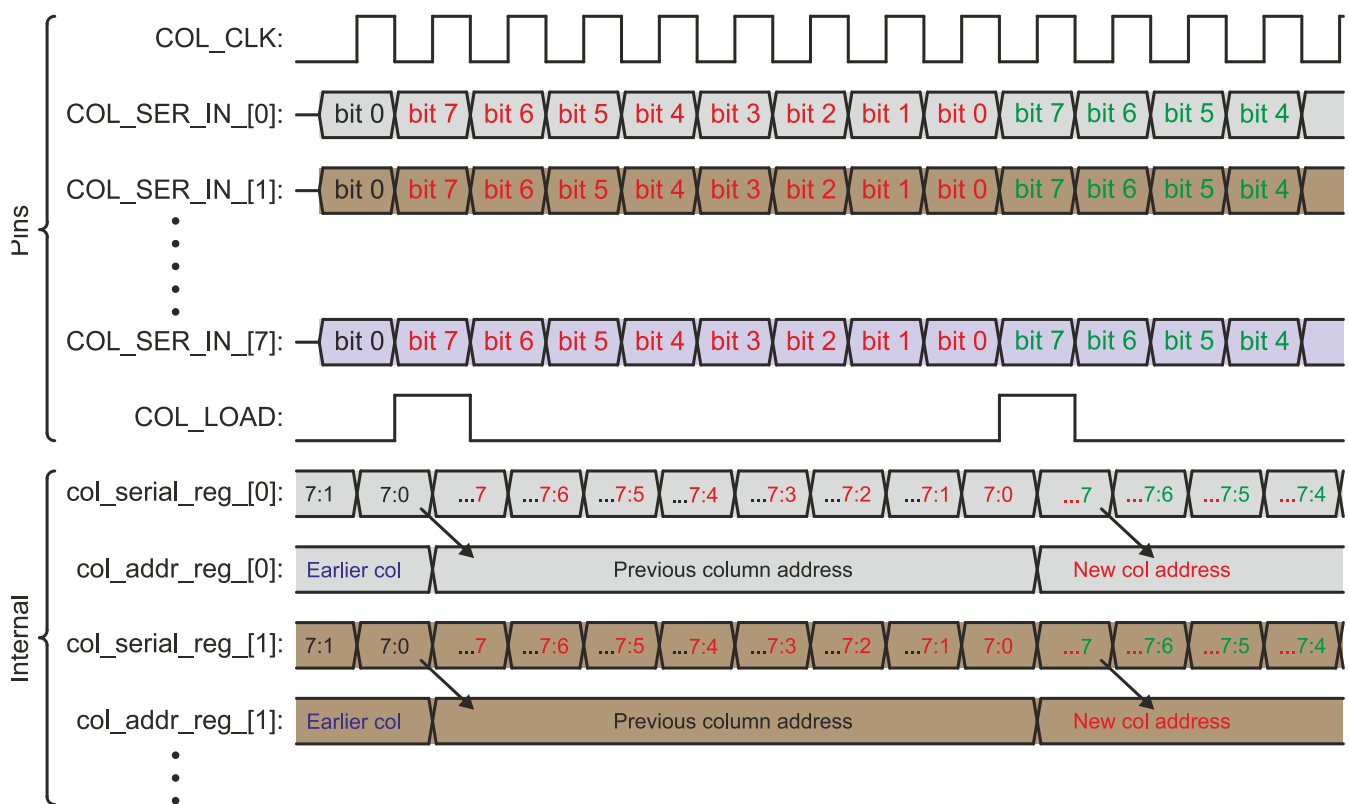 COL_CLK:
COL_SER_IN_[0]: bit 0 bit 7 bit 6 bit 5 bit 4 bit 3 bit 2 bit 1 bit 0 bit 7 bit 6 bit 5 bit 4
COL_SER_IN_[1]: bit 0 bit 7 bit 6 bit 5 bit 4 bit 3 bit 2 bit 1 bit 0 bit 7 bit 6 bit 5 bit 4
Pins
COL_SER_IN_[7]: bit 0 bit 7 bit 6 bit 5 bit 4 bit 3 bit 2 bit 1 bit 0 bit 7 bit 6 bit 5 bit 4
COL_LOAD:
col_serial_reg_[0]: 7:1 7:0 ...7 ...7:6 ...7:5 ...7:4 ...7:3 ...7:2 ...7:1 7:0 ...7 ...7:6 ...7:5 ...7:4
col_addr_reg_[0]: Earlier col Previous column address New col address
Internal
col_serial_reg_[1]: 7:1 7:0 ...7 ...7:6 ...7:5 ...7:4 ...7:3 ...7:2 ...7:1 7:0 ...7 ...7:6 ...7:5 ...7:4
col_addr_reg_[1]: Earlier col Previous column address New col address